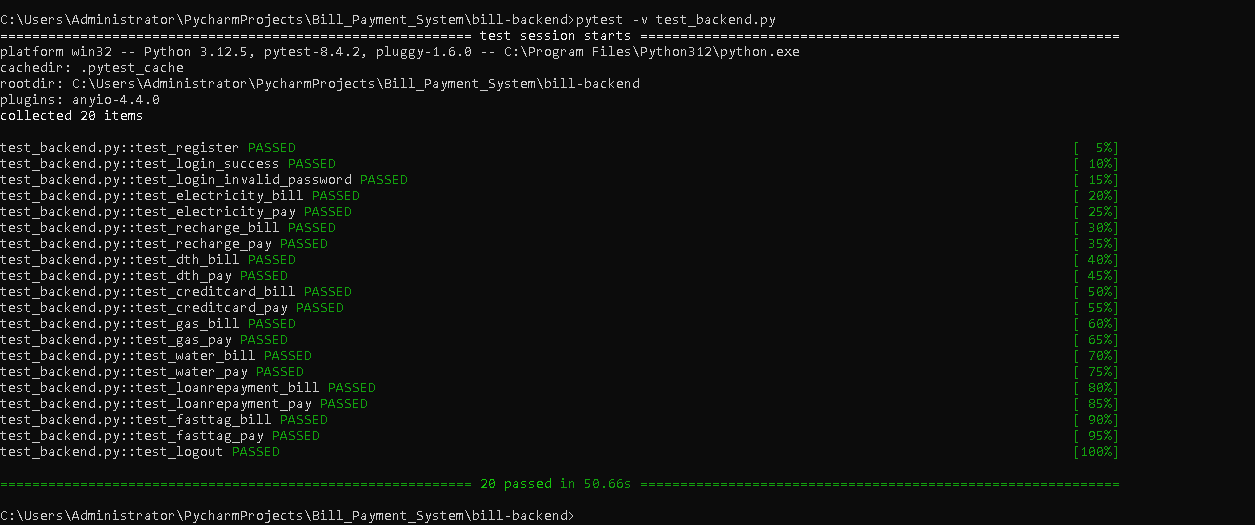 C:\Users\Administrator\PycharmProjects\Bill_Payment_System\bill-backend>pytest -v test_backend.py
=========================================================== test session starts ============================================================
platform win32 -- Python 3.12.5, pytest-8.4.2, pluggy-1.6.0 -- C:\Program Files\Python312\python.exe
cachedir: .pytest_cache
rootdir: C:\Users\Administrator\PycharmProjects\Bill_Payment_System\bill-backend
plugins: anyio-4.4.0
collected 20 items
test_backend.py::test_register PASSED [  5%]
test_backend.py::test_login_success PASSED [ 10%]
test_backend.py::test_login_invalid_password PASSED [ 15%]
test_backend.py::test_electricity_bill PASSED [ 20%]
test_backend.py::test_electricity_pay PASSED [ 25%]
test_backend.py::test_recharge_bill PASSED [ 30%]
test_backend.py::test_recharge_pay PASSED [ 35%]
test_backend.py::test_dth_bill PASSED [ 40%]
test_backend.py::test_dth_pay PASSED [ 45%]
test_backend.py::test_creditcard_bill PASSED [ 50%]
test_backend.py::test_creditcard_pay PASSED [ 55%]
test_backend.py::test_gas_bill PASSED [ 60%]
test_backend.py::test_gas_pay PASSED [ 65%]
test_backend.py::test_water_bill PASSED [ 70%]
test_backend.py::test_water_pay PASSED [ 75%]
test_backend.py::test_loanrepayment_bill PASSED [ 80%]
test_backend.py::test_loanrepayment_pay PASSED [ 85%]
test_backend.py::test_fasttag_bill PASSED [ 90%]
test_backend.py::test_fasttag_pay PASSED [ 95%]
test_backend.py::test_logout PASSED [100%]
=========================================================== 20 passed in 50.66s ============================================================
C:\Users\Administrator\PycharmProjects\Bill_Payment_System\bill-backend>